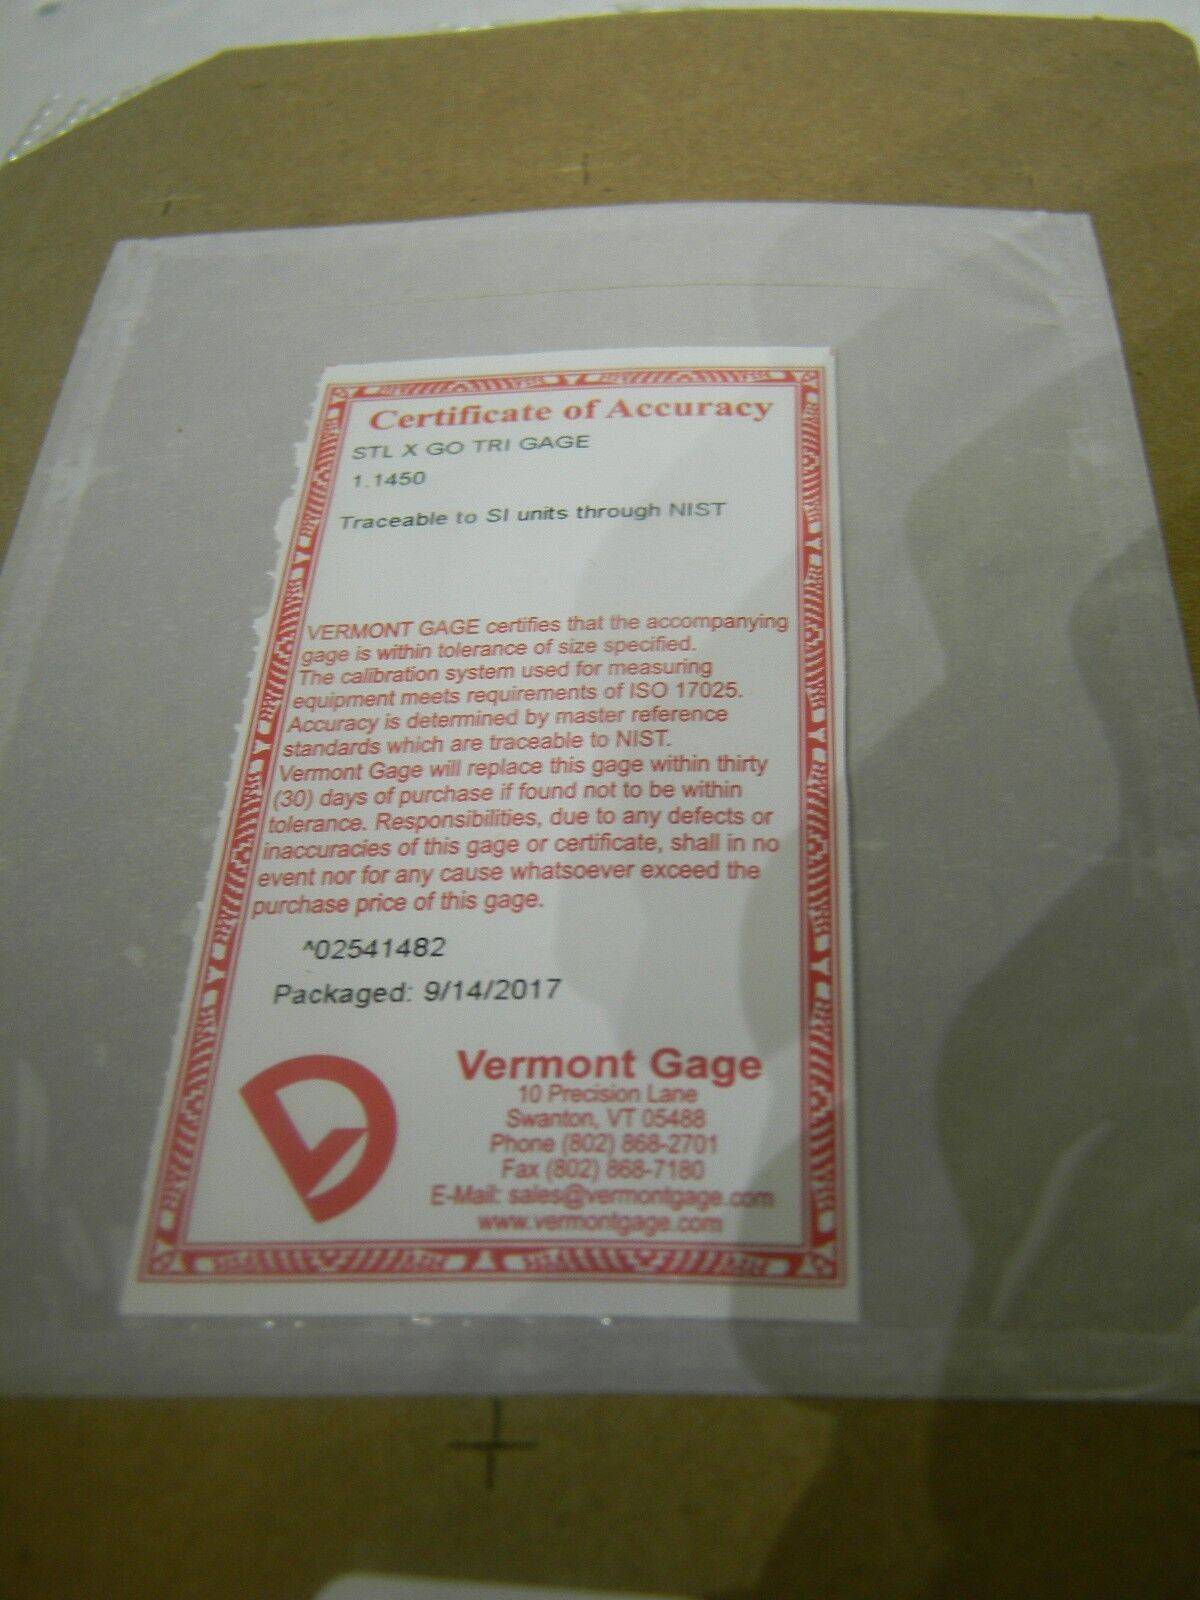 Certificate of Accuracy
STL X GO TRI GAGE
1.1450
Traceable to SI units through NIST
VERMONT GAGE certifies that the accompanying
gage is within tolerance of size specified.
The calibration system used for measuring
equipment meets requirements of ISO 17025.
Accuracy is determined by master reference
standards which are traceable to NIST.
Vermont Gage will replace this gage within thirty
(30) days of purchase if found not to be within
tolerance. Responsibilities, due to any defects or
inaccuracies of this gage or certificate, shall in no
event nor for any cause whatsoever exceed the
purchase price of this gage.
^02541482
Packaged: 9/14/2017
Vermont Gage
10 Precision Lane
Swanton, VT 05488
Phone (802) 868-2701
Fax (802) 868-7180
E-Mail: sales@vermontgage.com
www.vermontgage.com